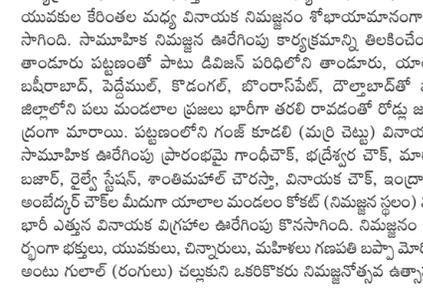 యువకుల కేరింతల మధ్య వినాయక నిమజ్జనం శోభాయామానంగా
సాగింది. సామూహిక నిమజ్జన ఊరేగింపు కార్యక్రమాన్ని తిలకించేం
తాండూరు పట్టణంతో పాటు డివిజన్ పరిధిలోని తాండూరు, యా
బషీరాబాద్, పెద్దేముల్, కొడంగల్, బొంరాస్‌పేట్, దౌల్తాబాద్‌తో
జిల్లాలోని పలు మండలాల ప్రజలు భారీగా తరలి రావడంతో రోడ్లు జ
ద్రంగా మారాయి. పట్టణంలోని గంజ్ కూడలి (మర్రి చెట్టు) వినాయ
సామూహిక ఊరేగింపు ప్రారంభమై గాంధీచౌక్, భద్రేశ్వర చౌక్, మా
బజార్, రైల్వే స్టేషన్, శాంతిమహాల్ చౌరస్తా, వినాయక చౌక్, ఇంద్రా
అంబేద్కర్ చౌక్‌ల మీదుగా యాలాల మండలం కోకట్ (నిమజ్జన స్థలం)
భారీ ఎత్తున వినాయక విగ్రహాల ఊరేగింపు కొనసాగింది. నిమజ్జనం
ర్భంగా భక్తులు, యువకులు, చిన్నారులు, మహిళలు గణపతి బప్పా మోరి
అంటు గులాల్ (రంగులు) చల్లుకుని ఒకరికొకరు నిమజ్జనోత్సవ ఉత్సా